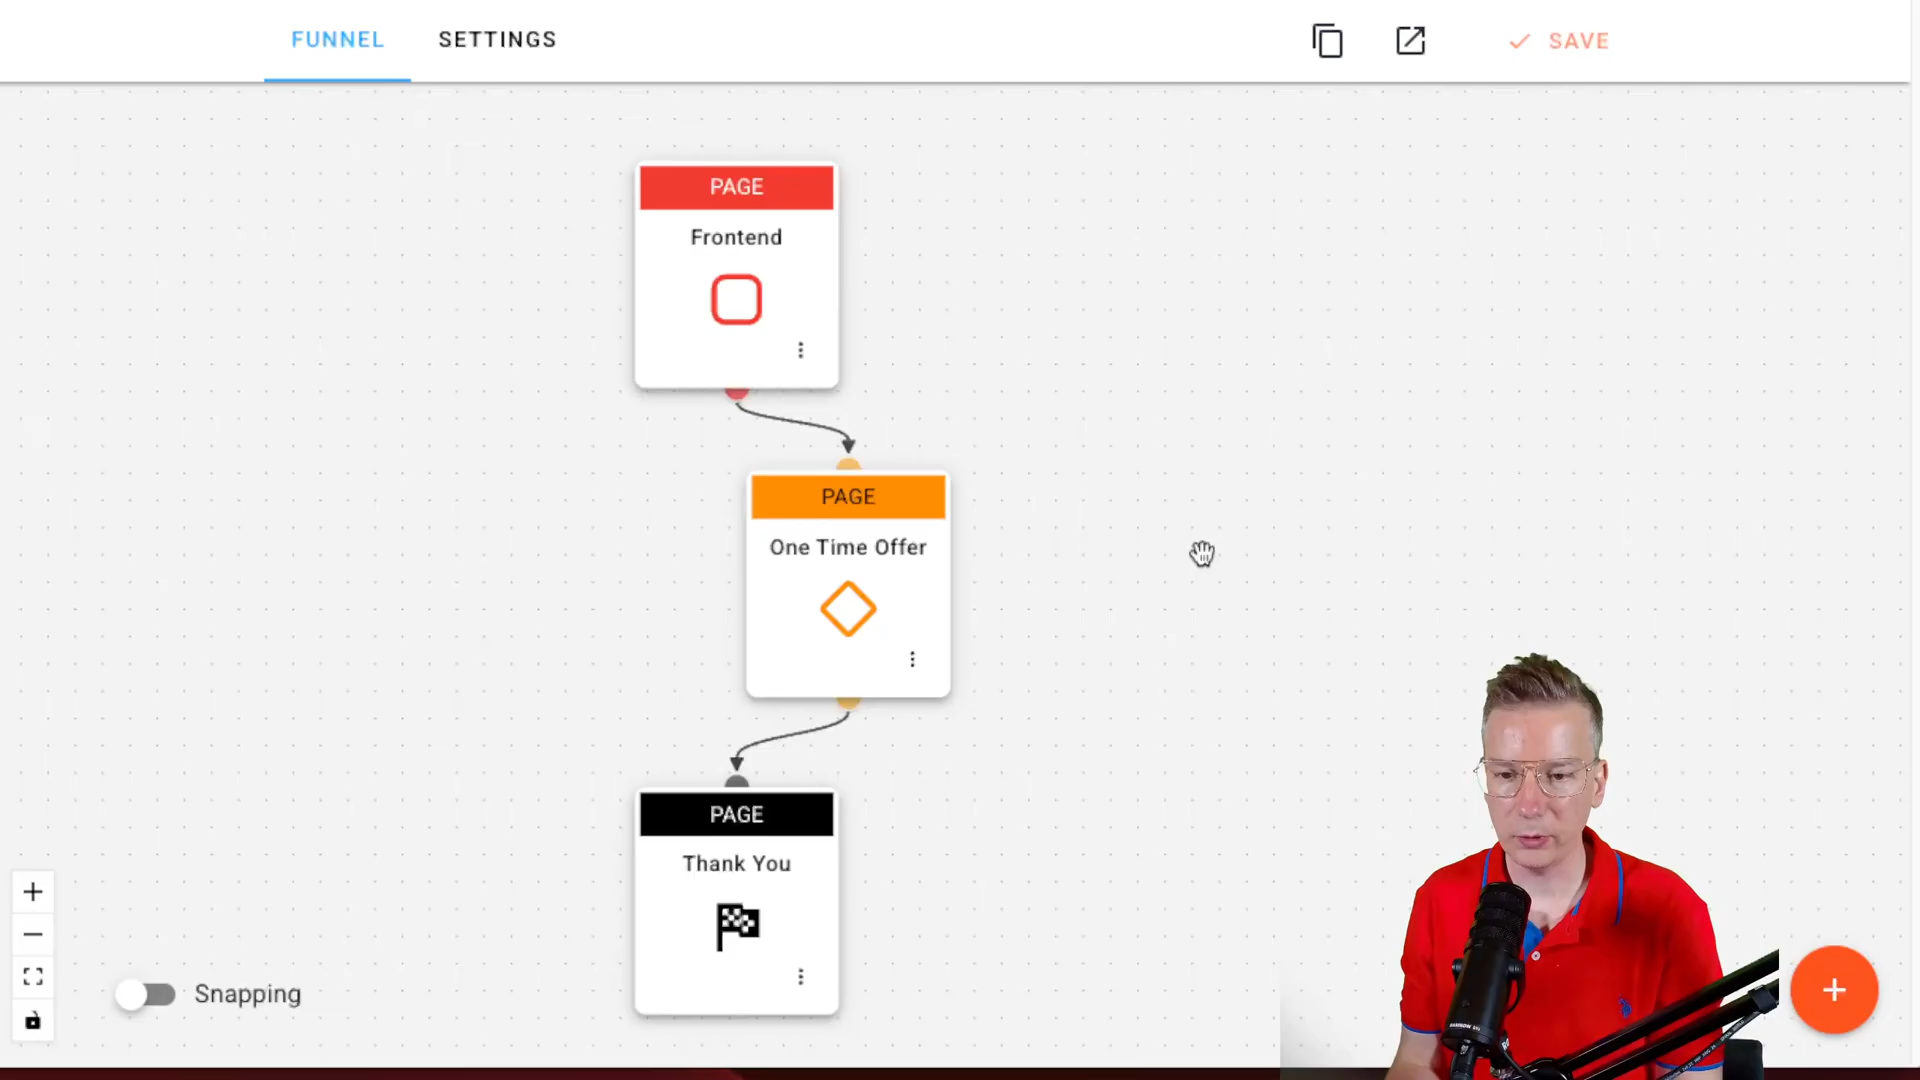 FUNNEL
SETTINGS
SAVE
PAGE
Frontend
PAGE
One Time Offer
PAGE
Thank You
Snapping